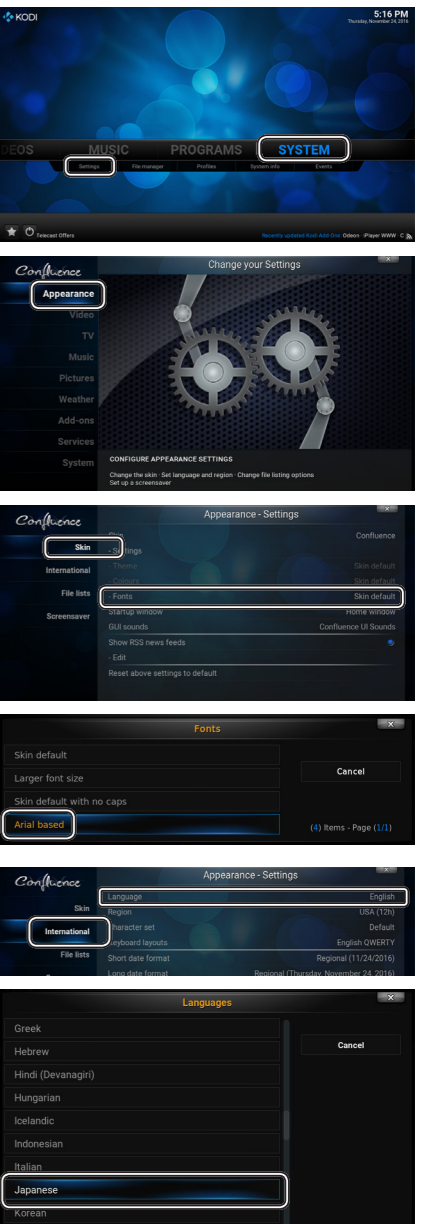 KODI
5:16 PM
Thursday, November 24, 2016
DEOS MUSIC PROGRAMS SYSTEM
Settings File manager Profiles System info Events
Telecast Offers
Recently updated Kodi Add-Ons: Odeon · iPlayer WWW · C
Confluence
Change your Settings
Appearance
Video
TV
Music
Pictures
Weather
Add-ons
Services
System
CONFIGURE APPEARANCE SETTINGS
Change the skin · Set language and region · Change file listing options
Set up a screensaver
Confluence
Appearance - Settings
Skin
International
File lists
Screensaver
Skin Confluence
- Settings
- Theme Skin default
- Colours Skin default
- Fonts Skin default
Startup window Home window
GUI sounds Confluence UI Sounds
Show RSS news feeds
- Edit
Reset above settings to default
Fonts
Skin default
Larger font size
Skin default with no caps
Arial based
Cancel
(4) Items - Page (1/1)
Confluence
Appearance - Settings
Skin
International
File lists
Language English
Region USA (12h)
Character set Default
Keyboard layouts English QWERTY
Short date format Regional (11/24/2016)
Long date format Regional (Thursday, November 24, 2016)
Languages
Greek
Hebrew
Hindi (Devanagiri)
Hungarian
Icelandic
Indonesian
Italian
Japanese
Korean
Cancel